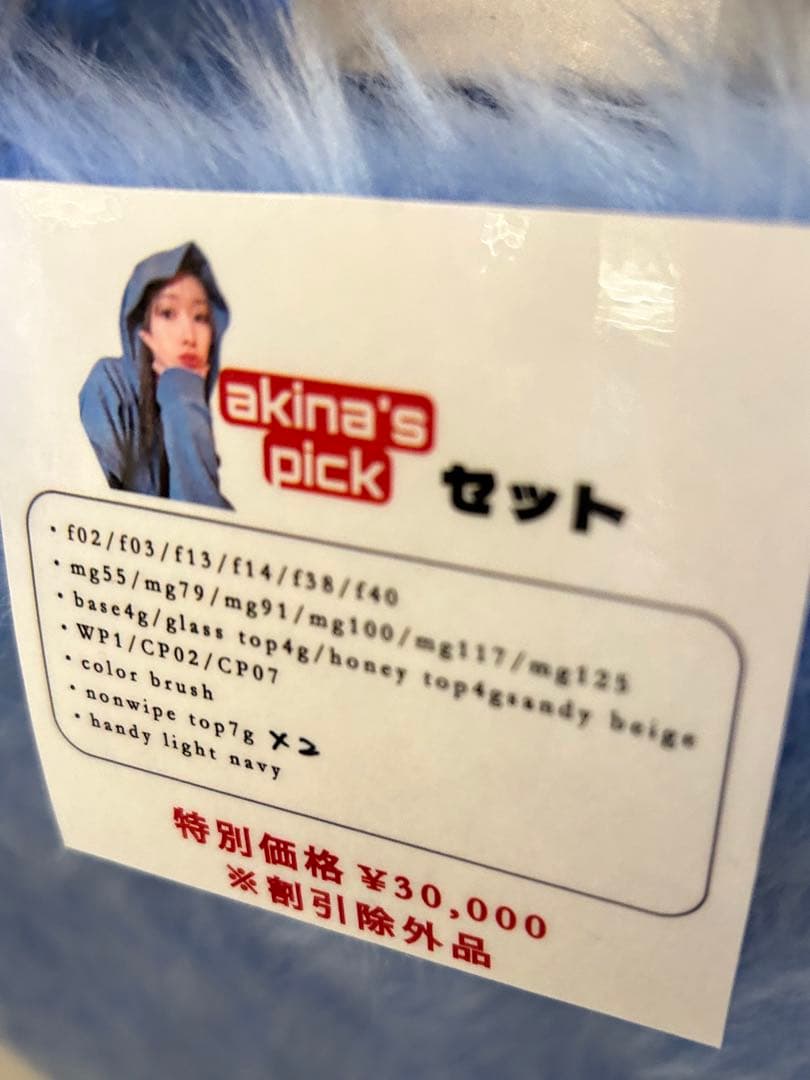 akina's
pick セット
・f02/f03/f13/f14/f38/f40
・mg55/mg79/mg91/mg100/mg117/mg125
・base4g/glass top4g/honey top4gsandy beige
・WP1/CP02/CP07
・color brush
・nonwipe top7g ×2
・handy light navy
特別価格 ¥30,000
※割引除外品